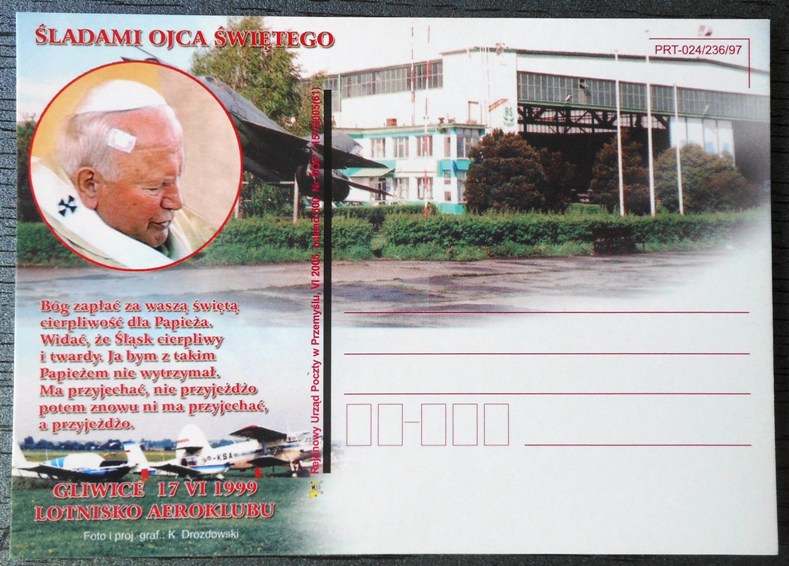 ŚLADAMI OJCA ŚWIĘTEGO
PRT-024/236/97
Bóg zapłać za waszą świętą
cierpliwość dla Papieża.
Widać, że Śląsk cierpliwy
i twardy. Ja bym z takim
Papieżem nie wytrzymał.
Ma przyjechać, nie przyjeżdżo
potem znowu ni ma przyjechać,
a przyjeżdżo.
GLIWICE 17 VI 1999
LOTNISKO AEROKLUBU
Foto i proj. graf.: K. Drozdowski
Rejonowy Urząd Poczty w Przemyślu, VI 2005, nakład